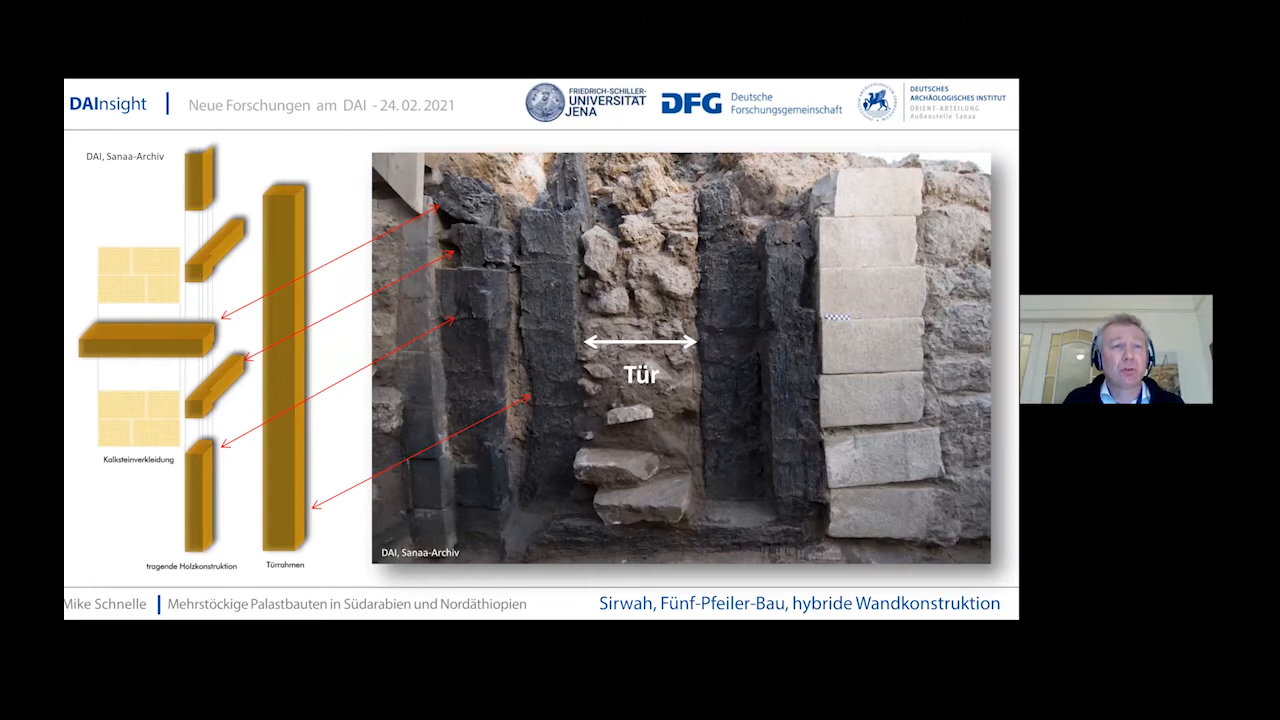 DAInsight
Neue Forschungen am DAI - 24.02.2021
FRIEDRICH-SCHILLER-
UNIVERSITÄT
JENA
DFG
Deutsche
Forschungsgemeinschaft
DEUTSCHES
ARCHÄOLOGISCHES INSTITUT
ORIENT-ABTEILUNG
Außenstelle Sanaa
DAI, Sanaa-Archiv
Kalksteinverkleidung
tragende Holzkonstruktion
Türrahmen
Tür
DAI, Sanaa-Archiv
Mike Schnelle
Mehrstöckige Palastbauten in Südarabien und Nordäthiopien
Sirwah, Fünf-Pfeiler-Bau, hybride Wandkonstruktion